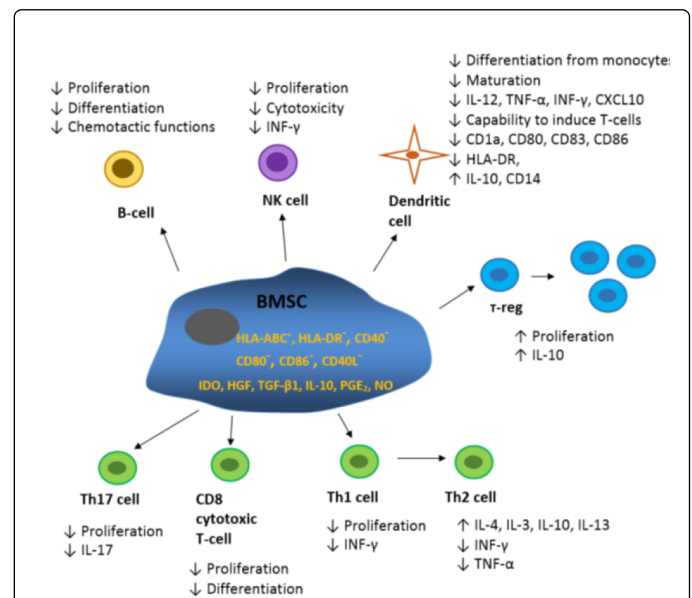 ↓ Proliferation
↓ Differentiation
↓ Chemotactic functions
B-cell
↓ Proliferation
↓ Cytotoxicity
↓ INF-γ
NK cell
↓ Differentiation from monocytes
↓ Maturation
↓ IL-12, TNF-α, INF-γ, CXCL10
↓ Capability to induce T-cells
↓ CD1a, CD80, CD83, CD86
↓ HLA-DR,
↑ IL-10, CD14
Dendritic
cell
BMSC
HLA-ABC⁺, HLA-DR⁻, CD40⁻
CD80⁻, CD86⁻, CD40L⁻
IDO, HGF, TGF-β1, IL-10, PGE₂, NO
T-reg
↑ Proliferation
↑ IL-10
Th17 cell
↓ Proliferation
↓ IL-17
CD8
cytotoxic
T-cell
↓ Proliferation
↓ Differentiation
Th1 cell
↓ Proliferation
↓ INF-γ
Th2 cell
↑ IL-4, IL-3, IL-10, IL-13
↓ INF-γ
↓ TNF-α